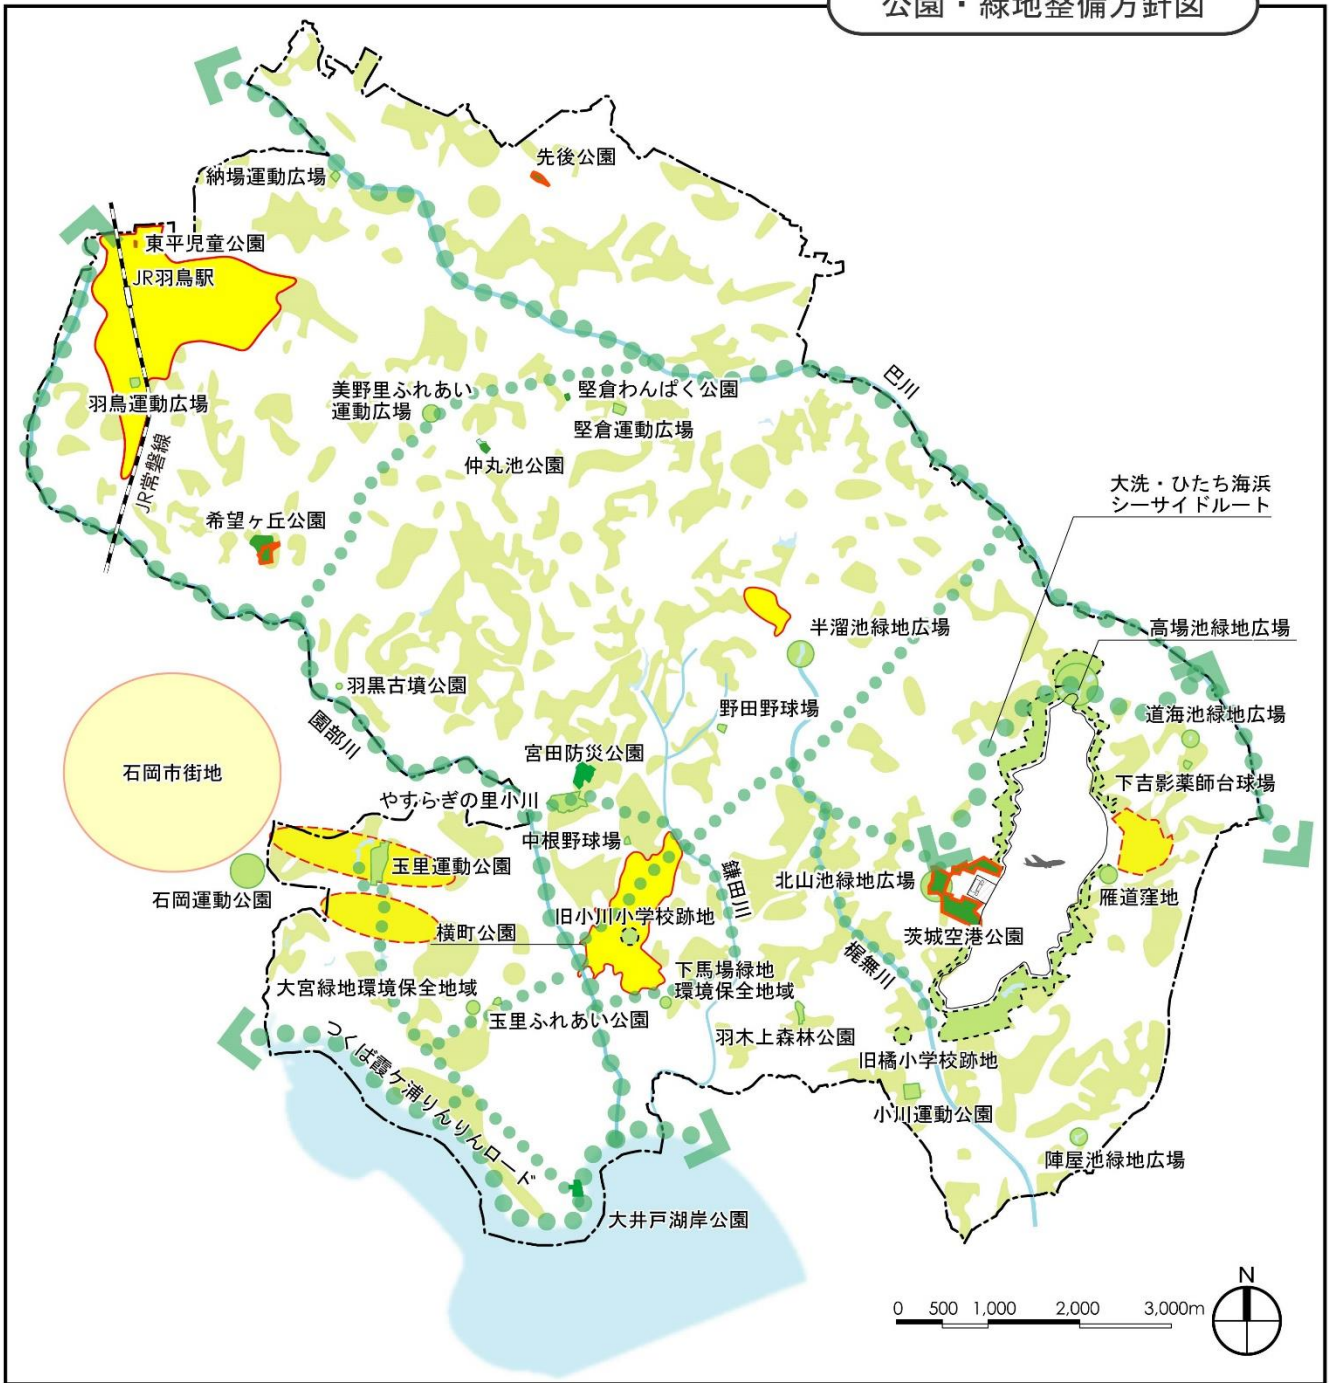 公園・緑地整備方針図
先後公園
納場運動広場
東平児童公園
JR羽鳥駅
巴川
美野里ふれあい
運動広場
堅倉わんぱく公園
羽鳥運動広場
堅倉運動広場
JR常磐線
仲丸池公園
大洗・ひたち海浜
シーサイドルート
希望ヶ丘公園
半溜池緑地広場
高場池緑地広場
羽黒古墳公園
園部川
野田野球場
道海池緑地広場
宮田防災公園
石岡市街地
下吉影薬師台球場
やすらぎの里小川
中根野球場
玉里運動公園
鎌田川
北山池緑地広場
石岡運動公園
雁道窪地
旧小川小学校跡地
横町公園
茨城空港公園
梶無川
下馬場緑地
環境保全地域
大宮緑地環境保全地域
玉里ふれあい公園
羽木上森林公園
つくば霞ケ浦りんりんロード
旧橘小学校跡地
小川運動公園
陣屋池緑地広場
大井戸湖岸公園
N
0 500 1,000 2,000 3,000m